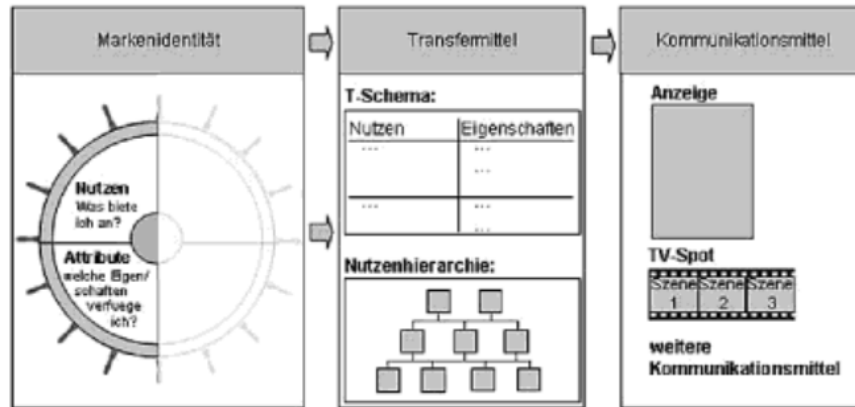 Markenidentität
Transfermittel
Kommunikationsmittel
Nutzen
Was biete
ich an?
Attribute
welche Eigen/
schaften
verfuege
ich?
T-Schema:
Nutzen Eigenschaften
... ...
...
... ...
...
Nutzenhierarchie:
Anzeige
TV-Spot
Szene Szene Szene
1 2 3
weitere
Kommunikationsmittel